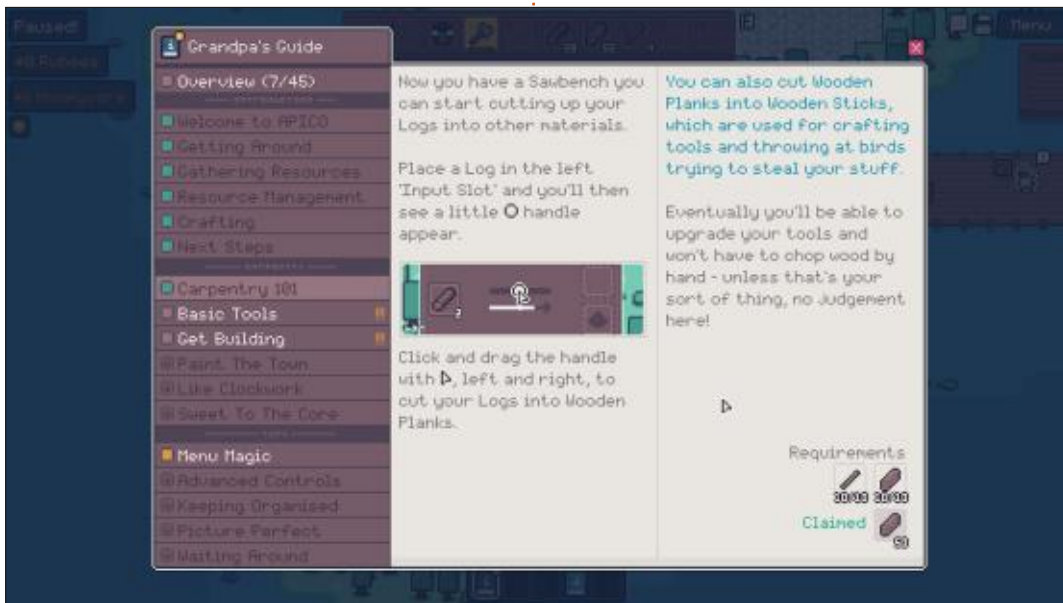 Paused!
Menu
Grandpa's Guide
Overview (7/45)
Welcome to APICO
Getting Around
Gathering Resources
Resource Management
Crafting
Next Steps
Carpentry 101
Basic Tools
Get Building
Paint The Town
Like Clockwork
Sweet To The Core
Menu Magic
Advanced Controls
Keeping Organised
Picture Perfect
Waiting Around
Now you have a Sawbench you
can start cutting up your
Logs into other materials.
Place a Log in the left
'Input Slot' and you'll then
see a little handle
appear.
2
Click and drag the handle
with , left and right, to
cut your Logs into Wooden
Planks.
You can also cut Wooden
Planks into Wooden Sticks,
which are used for crafting
tools and throwing at birds
trying to steal your stuff.
Eventually you'll be able to
upgrade your tools and
won't have to chop wood by
hand - unless that's your
sort of thing, no judgement
here!
Requirements
Claimed